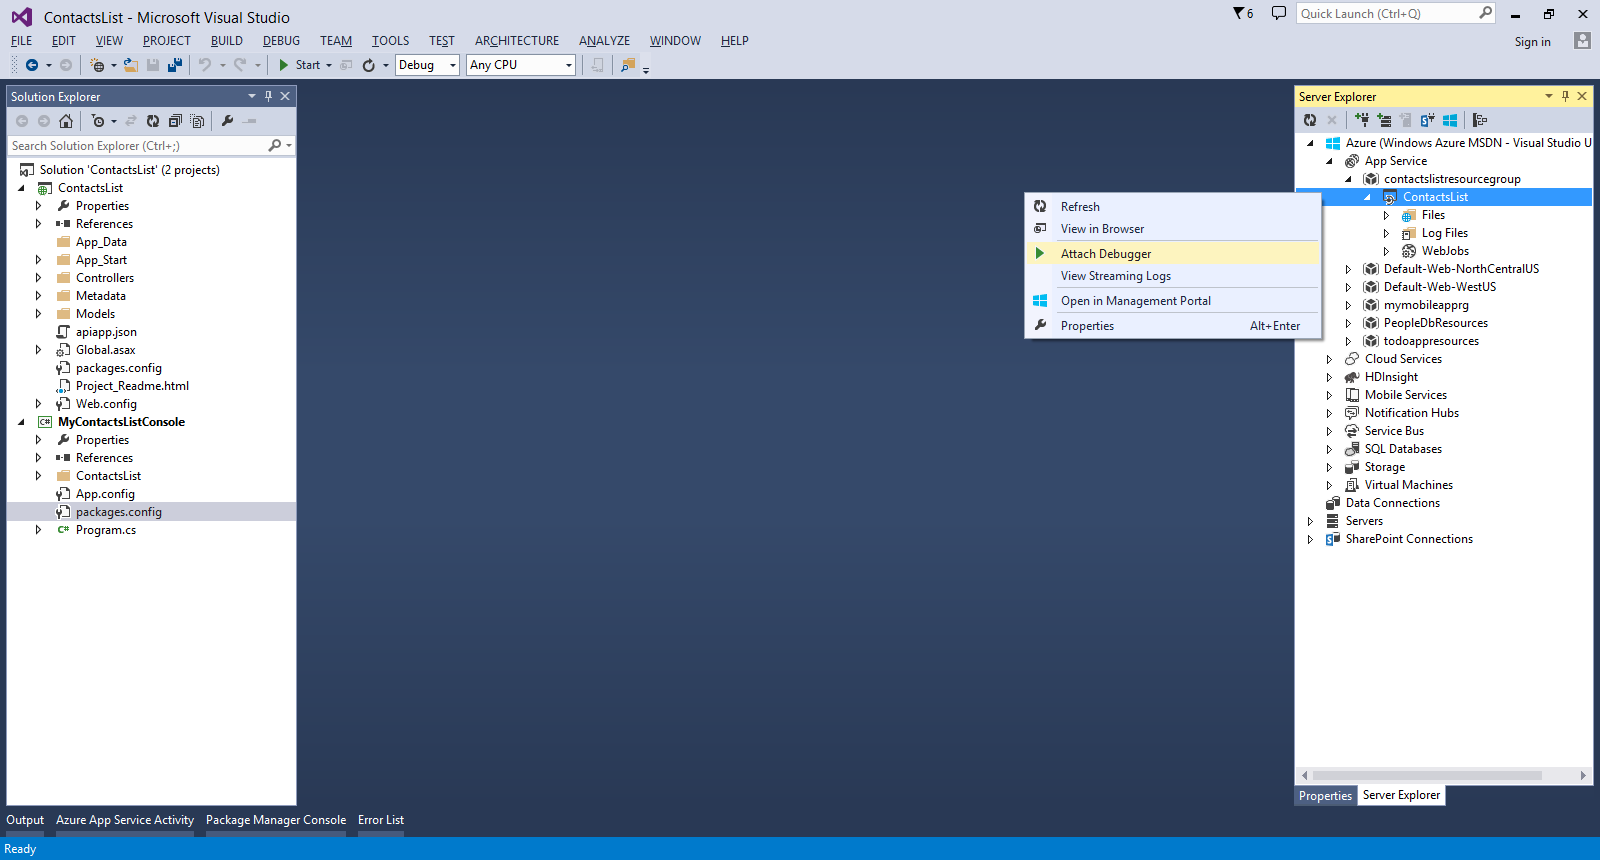 ContactsList - Microsoft Visual Studio
6
Quick Launch (Ctrl+Q)
FILE EDIT VIEW PROJECT BUILD DEBUG TEAM TOOLS TEST ARCHITECTURE ANALYZE WINDOW HELP
Sign in
Start Debug Any CPU
Solution Explorer
Search Solution Explorer (Ctrl+;)
Solution 'ContactsList' (2 projects)
ContactsList
Properties
References
App_Data
App_Start
Controllers
Metadata
Models
apiapp.json
Global.asax
packages.config
Project_Readme.html
Web.config
C# MyContactsListConsole
Properties
References
ContactsList
App.config
packages.config
C# Program.cs
Refresh
View in Browser
Attach Debugger
View Streaming Logs
Open in Management Portal
Properties Alt+Enter
Server Explorer
Azure (Windows Azure MSDN - Visual Studio U
App Service
contactslistresourcegroup
ContactsList
Files
Log Files
WebJobs
Default-Web-NorthCentralUS
Default-Web-WestUS
mymobileapprg
PeopleDbResources
todoappresources
Cloud Services
HDInsight
Mobile Services
Notification Hubs
Service Bus
SQL Databases
Storage
Virtual Machines
Data Connections
Servers
SharePoint Connections
Properties Server Explorer
Output Azure App Service Activity Package Manager Console Error List
Ready